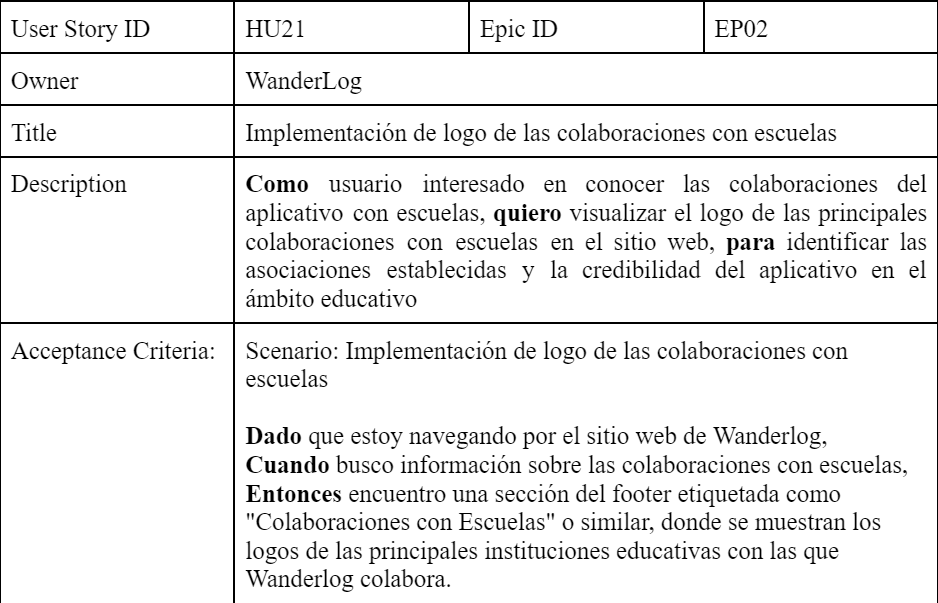 User Story ID HU21 Epic ID EP02
Owner WanderLog
Title Implementación de logo de las colaboraciones con escuelas
Description Como usuario interesado en conocer las colaboraciones del
aplicativo con escuelas, quiero visualizar el logo de las principales
colaboraciones con escuelas en el sitio web, para identificar las
asociaciones establecidas y la credibilidad del aplicativo en el
ámbito educativo
Acceptance Criteria: Scenario: Implementación de logo de las colaboraciones con
escuelas
Dado que estoy navegando por el sitio web de Wanderlog,
Cuando busco información sobre las colaboraciones con escuelas,
Entonces encuentro una sección del footer etiquetada como
"Colaboraciones con Escuelas" o similar, donde se muestran los
logos de las principales instituciones educativas con las que
Wanderlog colabora.